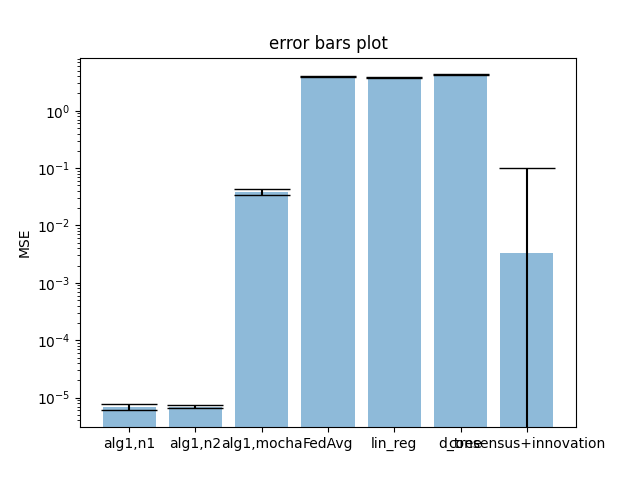 error bars plot
MSE
10^0
10^-1
10^-2
10^-3
10^-4
10^-5
alg1,n1 alg1,n2 alg1,mocha FedAvg lin_reg consensus+innovation